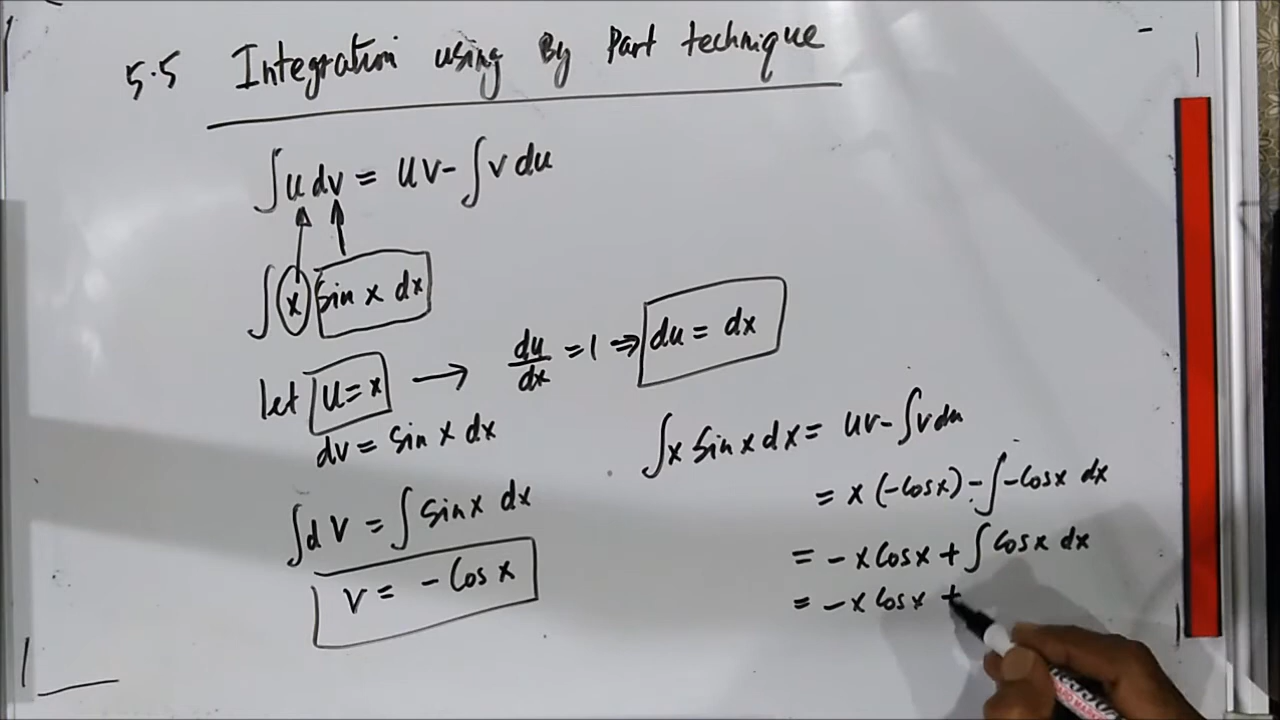 5.5 Integration using By Part technique
∫u dv = uv - ∫v du
∫x sin x dx
let u = x → du/dx = 1 ⇒ du = dx
dv = sin x dx
∫dv = ∫sin x dx
v = - cos x
∫x sin x dx = uv - ∫v du
= x (-cos x) - ∫-cos x dx
= - x cos x + ∫cos x dx
= - x cos x +